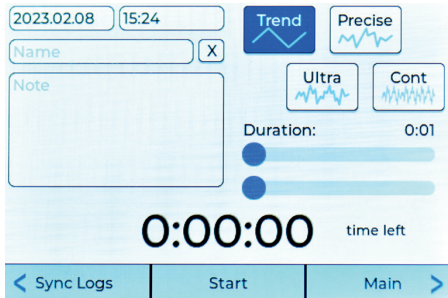 2023.02.08 15:24
Trend
Precise
Name
X
Note
Ultra
Cont
Duration: 0:01
0:00:00 time left
< Sync Logs
Start
Main >